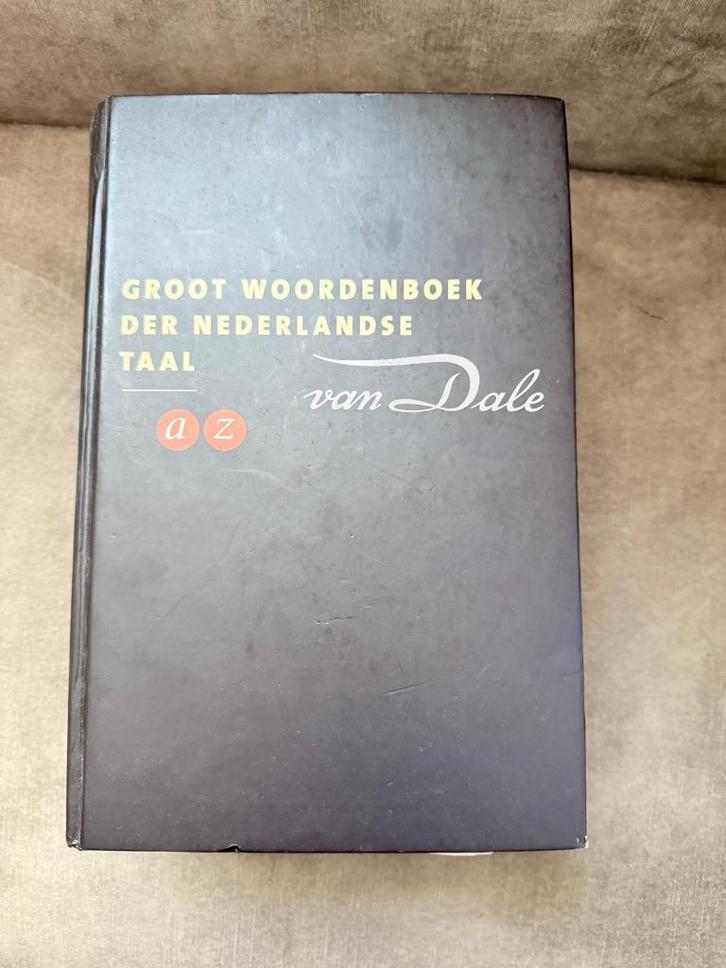 GROOT WOORDENBOEK
DER NEDERLANDSE
TAAL
van Dale
a z